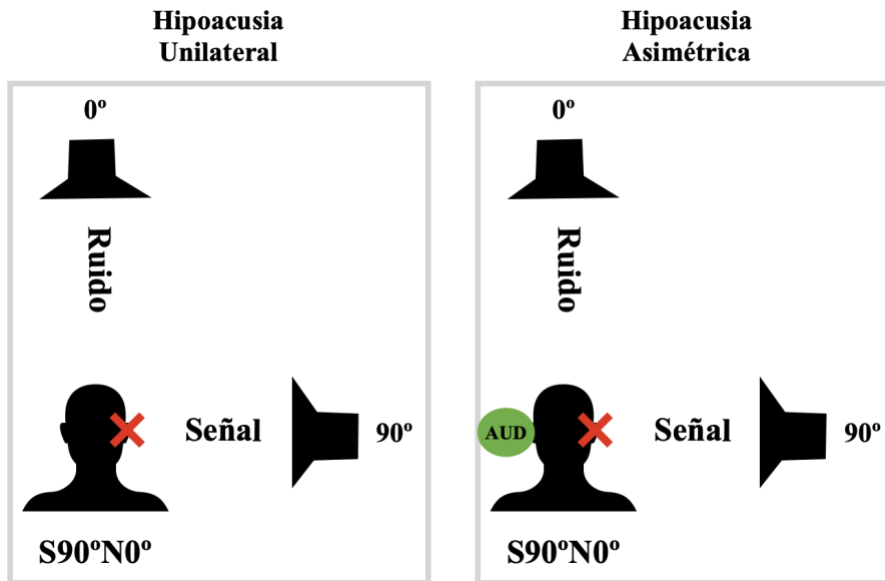 Hipoacusia
Unilateral
0º
Ruido
Señal
90º
S90ºN0º
Hipoacusia
Asimétrica
0º
Ruido
AUD
Señal
90º
S90ºN0º